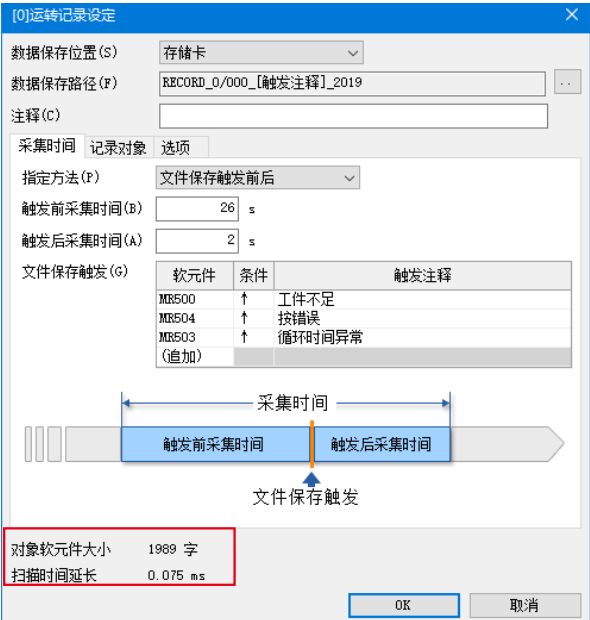 [0]运转记录设定
数据保存位置(S) 存储卡
数据保存路径(F) RECORD_0/000_[触发注释]_2019 ..
注释(C)
采集时间 记录对象 选项
指定方法(P) 文件保存触发前后
触发前采集时间(B) 26 s
触发后采集时间(A) 2 s
文件保存触发(G) 软元件 条件 触发注释
MR500 ↑ 工件不足
MR504 ↑ 按错误
MR503 ↑ 循环时间异常
(追加)
采集时间
触发前采集时间 触发后采集时间
文件保存触发
对象软元件大小 1989 字
扫描时间延长 0.075 ms
OK 取消